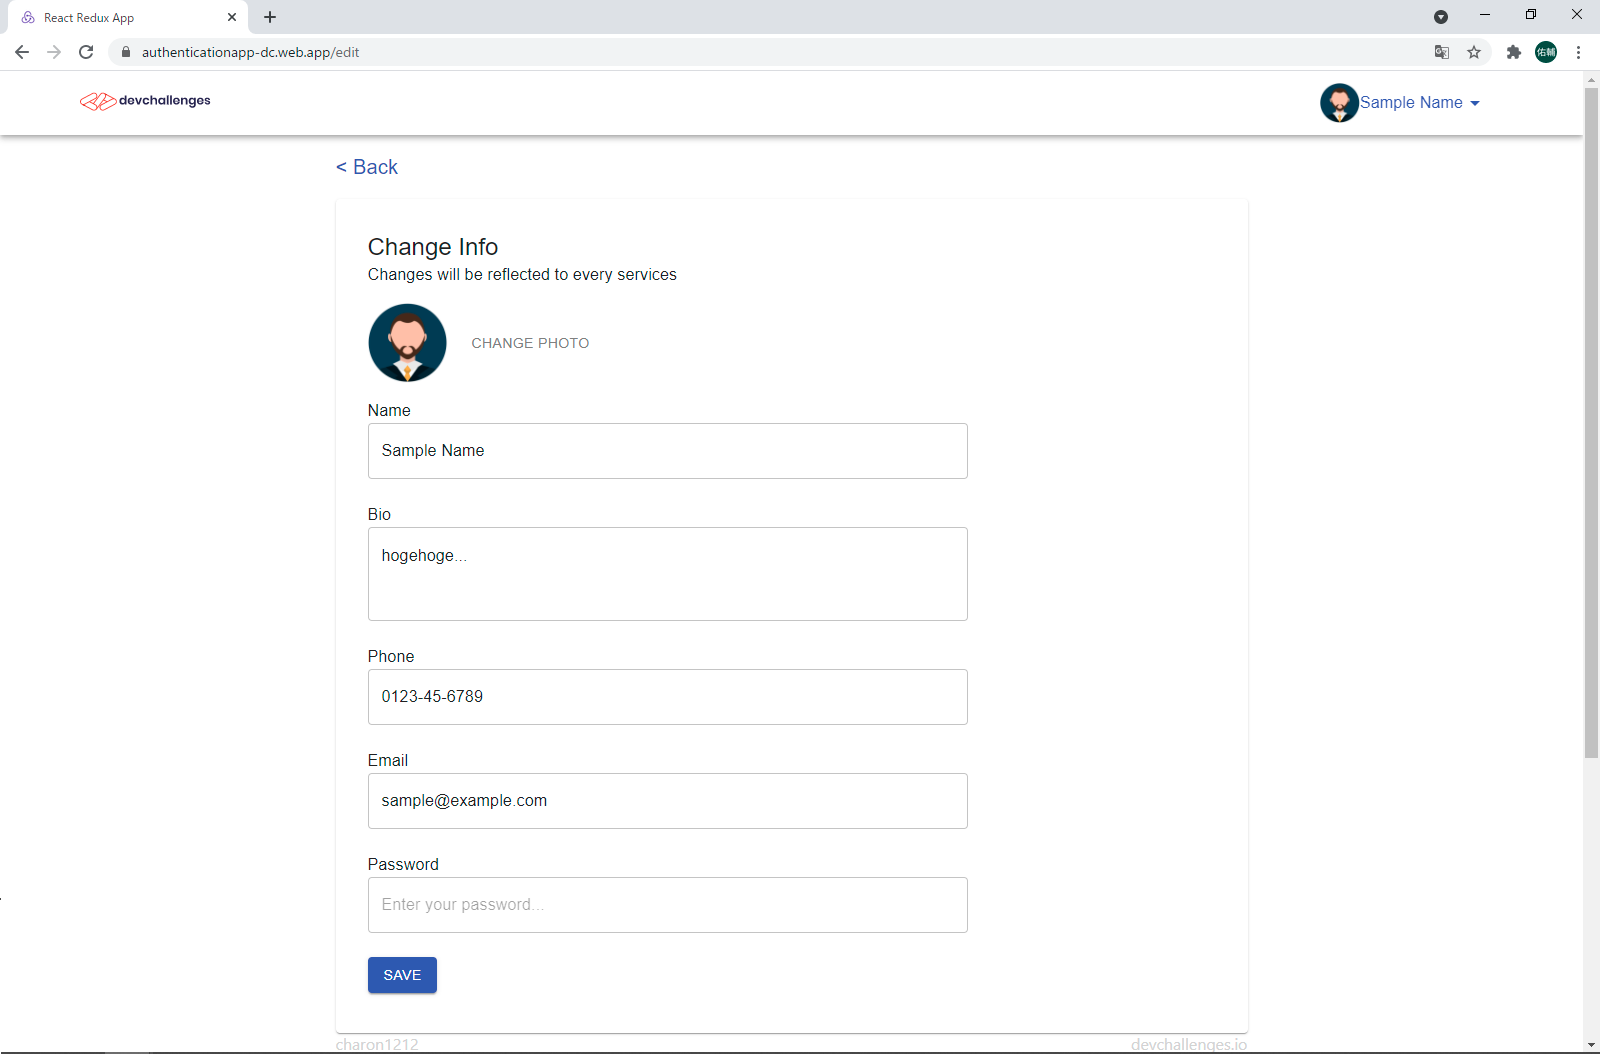 React Redux App
authenticationapp-dc.web.app/edit
佑輔
devchallenges
Sample Name
< Back
Change Info
Changes will be reflected to every services
CHANGE PHOTO
Name
Sample Name
Bio
hogehoge...
Phone
0123-45-6789
Email
sample@example.com
Password
Enter your password...
SAVE
charon1212
devchallenges.io